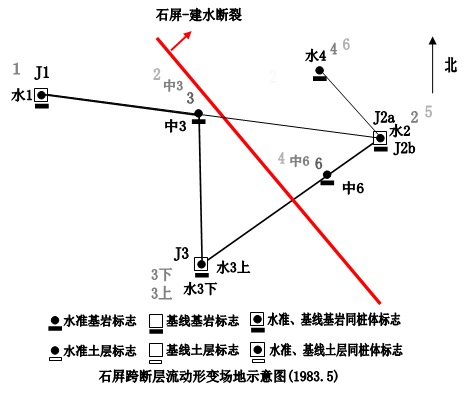 石屏-建水断裂
水4 4 6
北
1 J1
2 中3
2
水1
3
中3
J2a
水2 2 5
J2b
4 中6 6
中6
J3
水3上
3下
3上
水3下
水准基岩标志 基线基岩标志 水准、基线基岩同桩体标志
水准土层标志 基线土层标志 水准、基线土层同桩体标志
石屏跨断层流动形变场地示意图(1983.5)